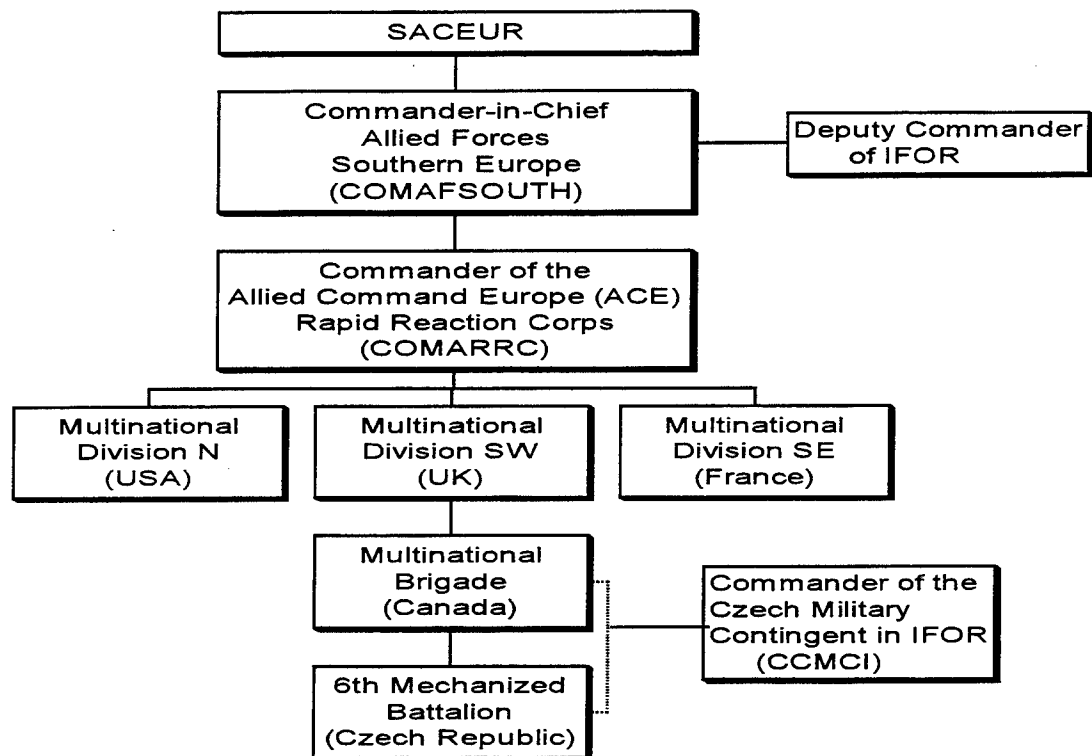 SACEUR
Commander-in-Chief
Allied Forces
Southern Europe
(COMAFSOUTH)
Deputy Commander
of IFOR
Commander of the
Allied Command Europe (ACE)
Rapid Reaction Corps
(COMARRC)
Multinational
Division N
(USA)
Multinational
Division SW
(UK)
Multinational
Division SE
(France)
Multinational
Brigade
(Canada)
Commander of the
Czech Military
Contingent in IFOR
(CCMCI)
6th Mechanized
Battalion
(Czech Republic)